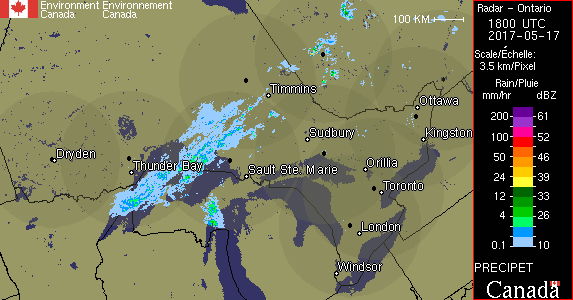 Environment Environnement
Canada Canada
100 KM
Timmins
Ottawa
Sudbury
Kingston
Dryden
Thunder Bay
Sault Ste. Marie
Orillia
Toronto
London
Windsor
Radar - Ontario
1800 UTC
2017-05-17
Scale/Échelle:
3.5 km/Pixel
Rain/Pluie
mm/hr dBZ
200 61
100 56
100 52
50 46
24 39
12 33
4 26
0.1 10
PRECIPET
Canada